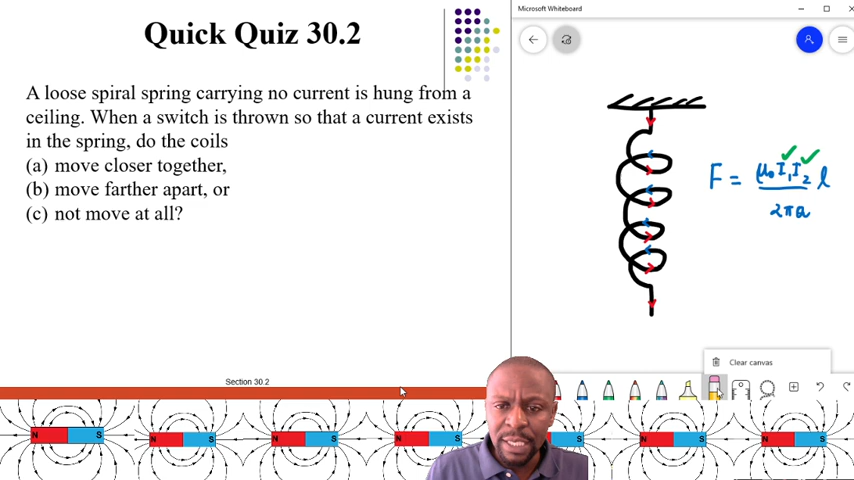 Quick Quiz 30.2
A loose spiral spring carrying no current is hung from a
ceiling. When a switch is thrown so that a current exists
in the spring, do the coils
(a) move closer together,
(b) move farther apart, or
(c) not move at all?
Section 30.2
Microsoft Whiteboard
F = μ₀I₁I₂ l
2πa
Clear canvas
N S
N S
N S
N S
S
N S
N S